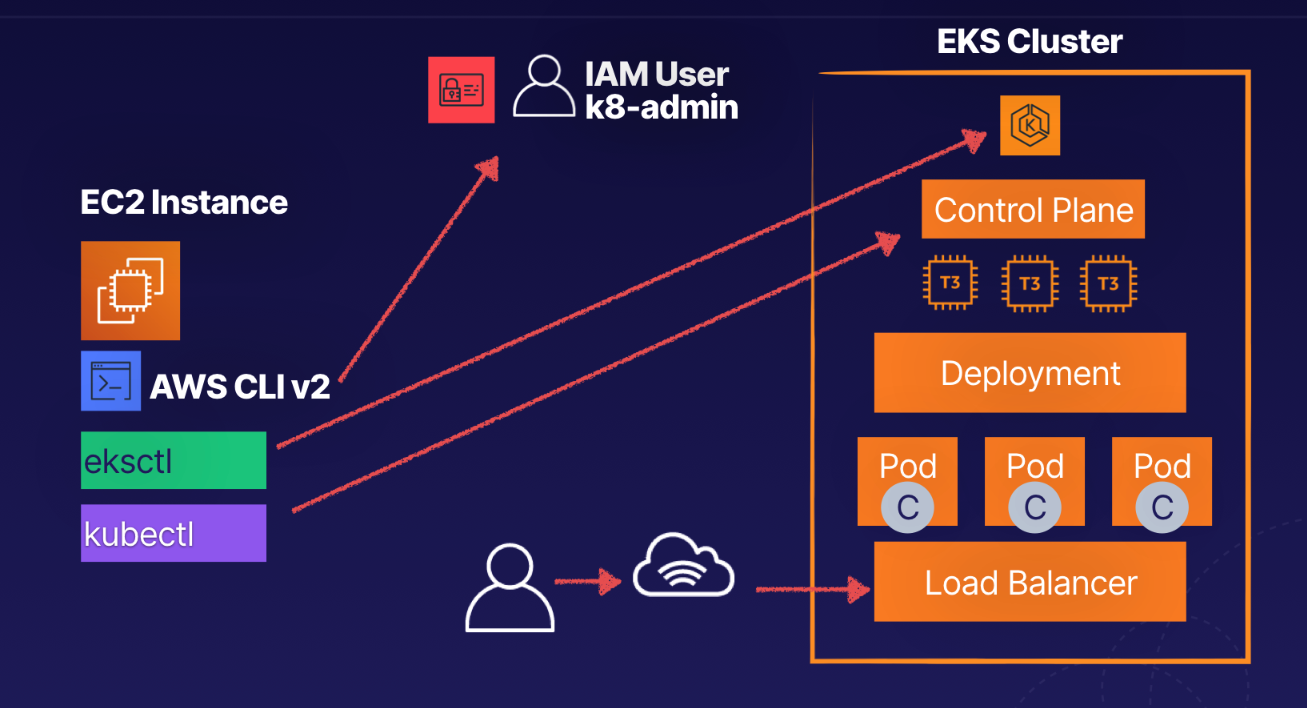 EKS Cluster
IAM User
k8-admin
K
EC2 Instance
Control Plane
T3 T3 T3
AWS CLI v2
Deployment
eksctl
Pod Pod Pod
C C C
kubectl
Load Balancer